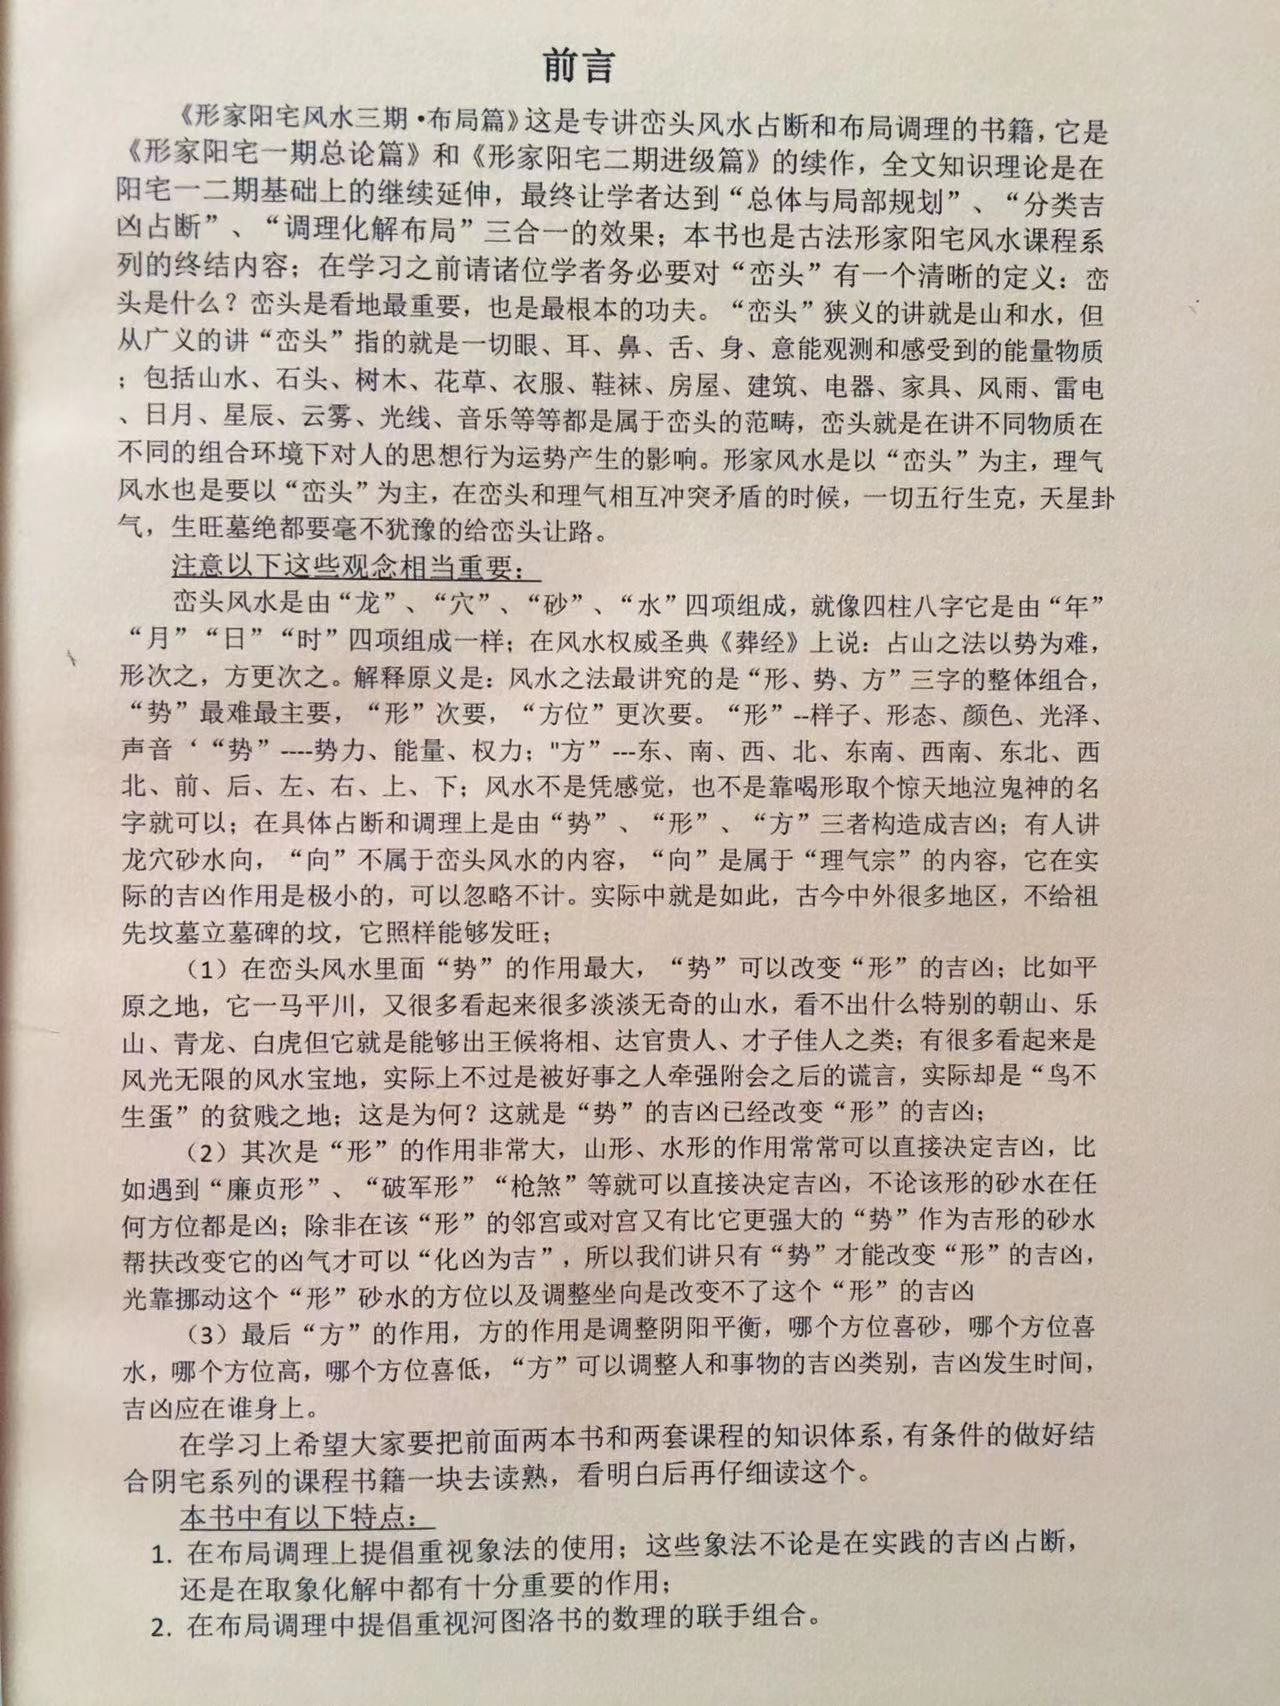 前言
《形家阳宅风水三期·布局篇》这是专讲峦头风水占断和布局调理的书籍，它是
《形家阳宅一期总论篇》和《形家阳宅二期进级篇》的续作，全文知识理论是在
阳宅一二期基础上的继续延伸，最终让学者达到“总体与局部规划”、“分类吉
凶占断”、“调理化解布局”三合一的效果；本书也是古法形家阳宅风水课程系
列的终结内容；在学习之前请诸位学者务必要对“峦头”有一个清晰的定义：峦
头是什么？峦头是看地最重要，也是最根本的功夫。“峦头”狭义的讲就是山和水，但
从广义的讲“峦头”指的就是一切眼、耳、鼻、舌、身、意能观测和感受到的能量物质
；包括山水、石头、树木、花草、衣服、鞋袜、房屋、建筑、电器、家具、风雨、雷电
、日月、星辰、云雾、光线、音乐等等都是属于峦头的范畴，峦头就是在讲不同物质在
不同的组合环境下对人的思想行为运势产生的影响。形家风水是以“峦头”为主，理气
风水也是要以“峦头”为主，在峦头和理气相互冲突矛盾的时候，一切五行生克，天星卦
气，生旺墓绝都要毫不犹豫的给峦头让路。
注意以下这些观念相当重要：
峦头风水是由“龙”、“穴”、“砂”、“水”四项组成，就像四柱八字它是由“年”
“月”“日”“时”四项组成一样；在风水权威圣典《葬经》上说：占山之法以势为难，
形次之，方更次之。解释原义是：风水之法最讲究的是“形、势、方”三字的整体组合，
“势”最难最主要，“形”次要，“方位”更次要。“形”--样子、形态、颜色、光泽、
声音‘“势”----势力、能量、权力；"方”---东、南、西、北、东南、西南、东北、西
北、前、后、左、右、上、下；风水不是凭感觉，也不是靠喝形取个惊天地泣鬼神的名
字就可以；在具体占断和调理上是由“势”、“形”、“方”三者构造成吉凶；有人讲
龙穴砂水向，“向”不属于峦头风水的内容，“向”是属于“理气宗”的内容，它在实
际的吉凶作用是极小的，可以忽略不计。实际中就是如此，古今中外很多地区，不给祖
先坟墓立墓碑的坟，它照样能够发旺；
（1）在峦头风水里面“势”的作用最大，“势”可以改变“形”的吉凶；比如平
原之地，它一马平川，又很多看起来很多淡淡无奇的山水，看不出什么特别的朝山、乐
山、青龙、白虎但它就是能够出王候将相、达官贵人、才子佳人之类；有很多看起来是
风光无限的风水宝地，实际上不过是被好事之人牵强附会之后的谎言，实际却是“鸟不
生蛋”的贫贱之地；这是为何？这就是“势”的吉凶已经改变“形”的吉凶；
（2）其次是“形”的作用非常大，山形、水形的作用常常可以直接决定吉凶，比
如遇到“廉贞形”、“破军形”“枪煞”等就可以直接决定吉凶，不论该形的砂水在任
何方位都是凶；除非在该“形”的邻宫或对宫又有比它更强大的“势”作为吉形的砂水
帮扶改变它的凶气才可以“化凶为吉”，所以我们讲只有“势”才能改变“形”的吉凶，
光靠挪动这个“形”砂水的方位以及调整坐向是改变不了这个“形”的吉凶
（3）最后“方”的作用，方的作用是调整阴阳平衡，哪个方位喜砂，哪个方位喜
水，哪个方位高，哪个方位喜低，“方”可以调整人和事物的吉凶类别，吉凶发生时间，
吉凶应在谁身上。
在学习上希望大家要把前面两本书和两套课程的知识体系，有条件的做好结
合阴宅系列的课程书籍一块去读熟，看明白后再仔细读这个。
本书中有以下特点：
1. 在布局调理上提倡重视象法的使用；这些象法不论是在实践的吉凶占断，
还是在取象化解中都有十分重要的作用；
2. 在布局调理中提倡重视河图洛书的数理的联手组合。